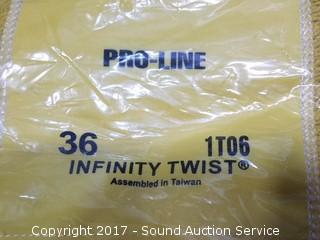 PRO-LINE
36 1T06
INFINITY TWIST®
Assembled in Taiwan
Copyright 2017 - Sound Auction Service